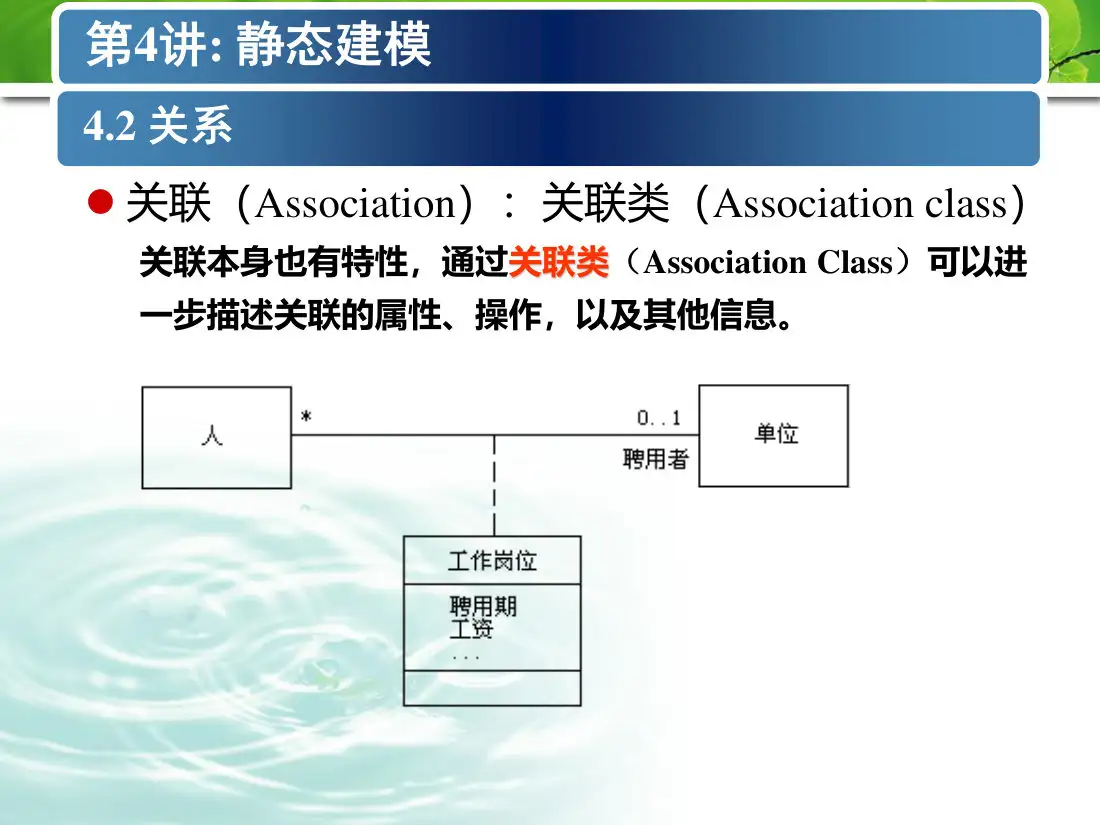 第4讲: 静态建模
4.2 关系
关联（Association）：关联类（Association class）
关联本身也有特性，通过关联类（Association Class）可以进
一步描述关联的属性、操作，以及其他信息。
人
*
0..1
聘用者
单位
工作岗位
聘用期
工资
...